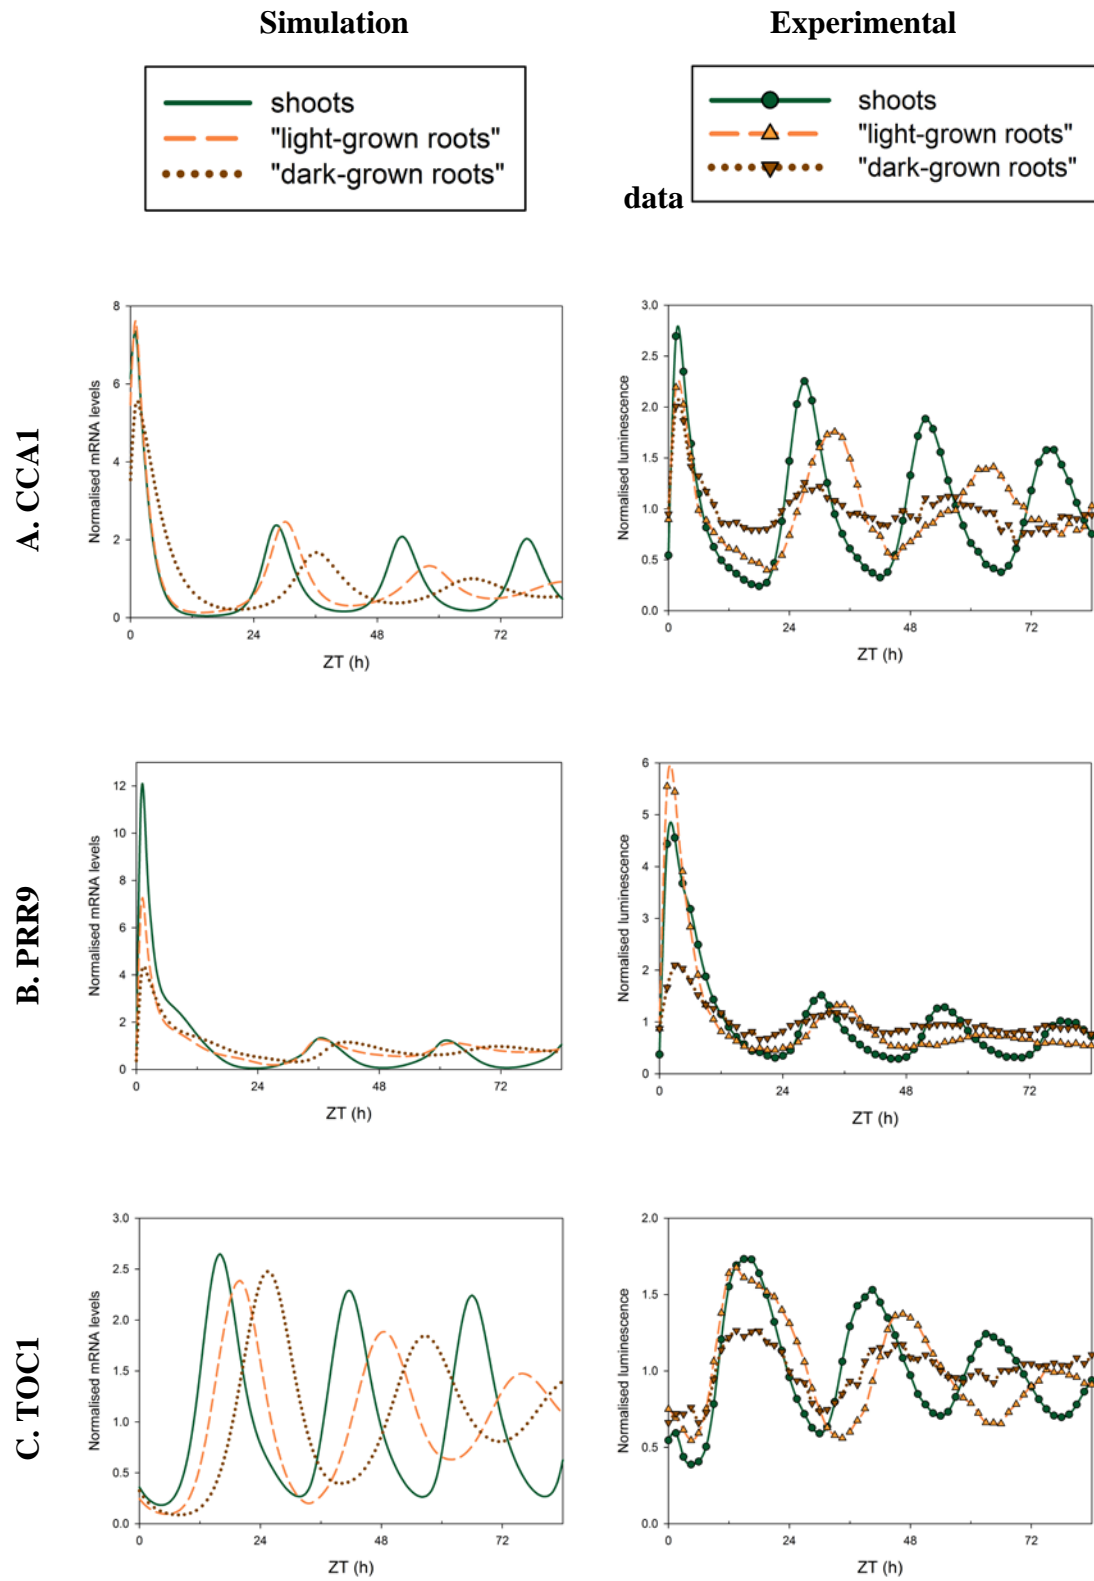 Simulation
Experimental
shoots
"light-grown roots"
"dark-grown roots"
shoots
"light-grown roots"
"dark-grown roots"
data
A. CCA1
Normalised mRNA levels
8
6
4
2
0
0 24 48 72
ZT (h)
Normalised luminescence
3.0
2.5
2.0
1.5
1.0
0.5
0.0
0 24 48 72
ZT (h)
B. PRR9
Normalised mRNA levels
12
10
8
6
4
2
0
0 24 48 72
ZT (h)
Normalised luminescence
6
5
4
3
2
1
0
0 24 48 72
ZT (h)
C. TOC1
Normalised mRNA levels
3.0
2.5
2.0
1.5
1.0
0.5
0.0
0 24 48 72
ZT (h)
Normalised luminescence
2.0
1.5
1.0
0.5
0.0
0 24 48 72
ZT (h)